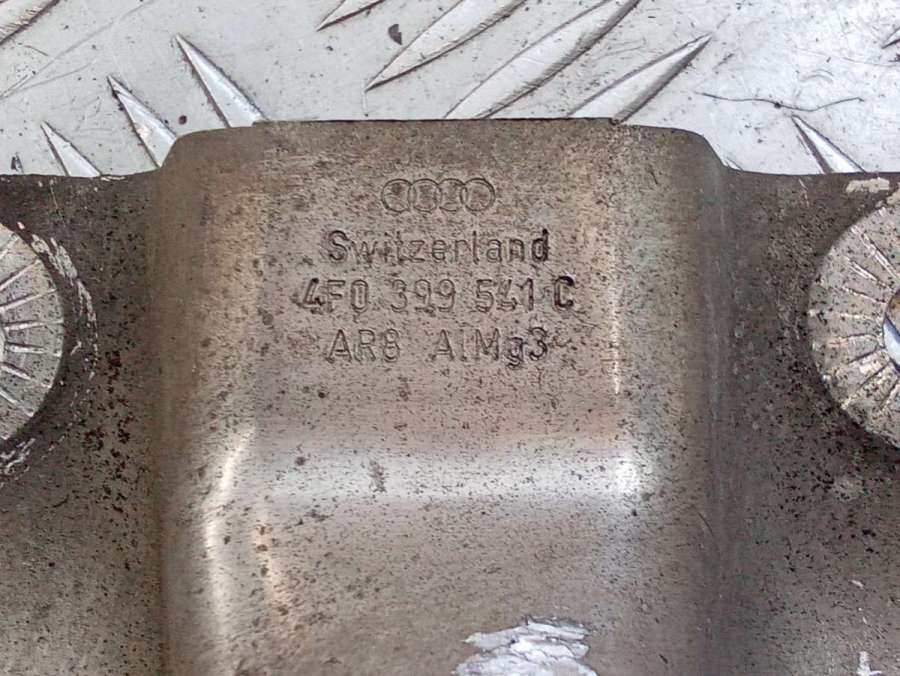 Switzerland
4F0 399 541 C
AR8 AlMg3